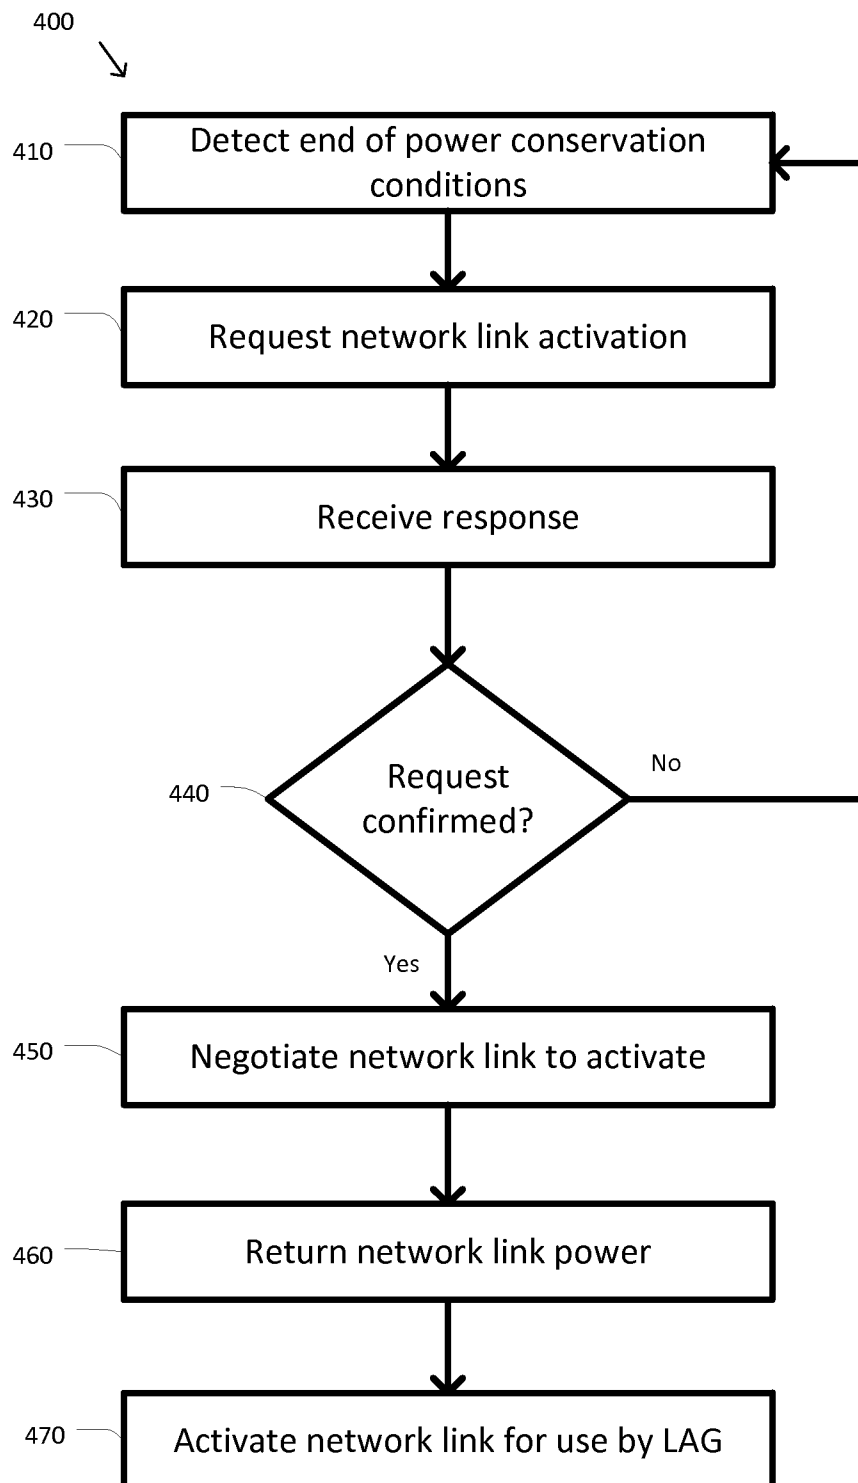 400
410
Detect end of power conservation
conditions
420
Request network link activation
430
Receive response
440
Request
confirmed?
No
Yes
450
Negotiate network link to activate
460
Return network link power
470
Activate network link for use by LAG